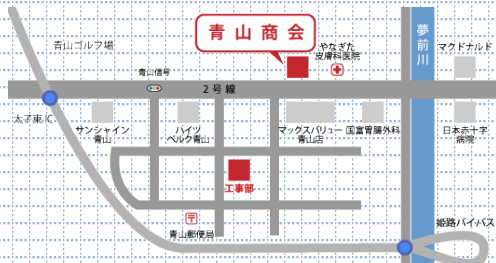 青山商会
夢前川
青山ゴルフ場
やなぎた
皮膚科医院
マクドナルド
青山信号
2号線
太子東IC
サンシャイン
青山
ハイツ
ベルク青山
マックスバリュー
青山店
国富胃腸外科
日本赤十字
病院
工事部
〒
青山郵便局
姫路バイパス